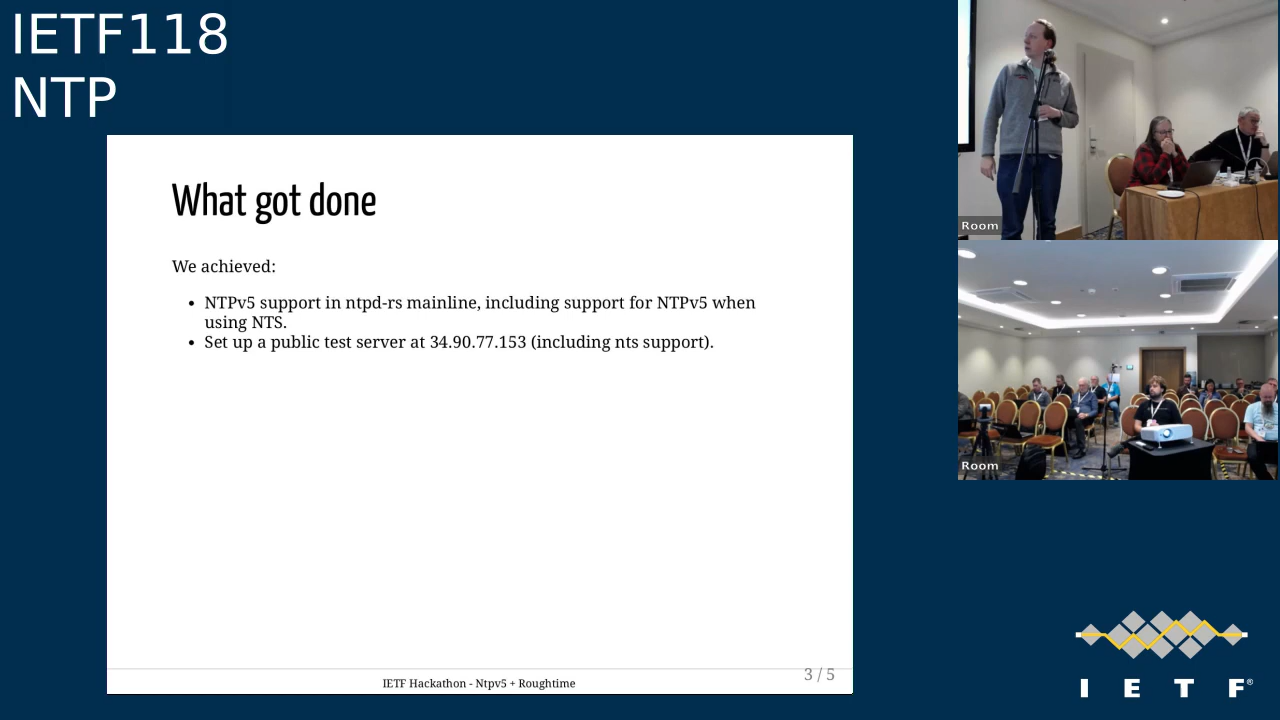 IETF118
NTP
What got done
We achieved:
• NTPv5 support in ntpd-rs mainline, including support for NTPv5 when
using NTS.
• Set up a public test server at 34.90.77.153 (including nts support).
3 / 5
IETF Hackathon - Ntpv5 + Roughtime
Room
Room
I E T F®